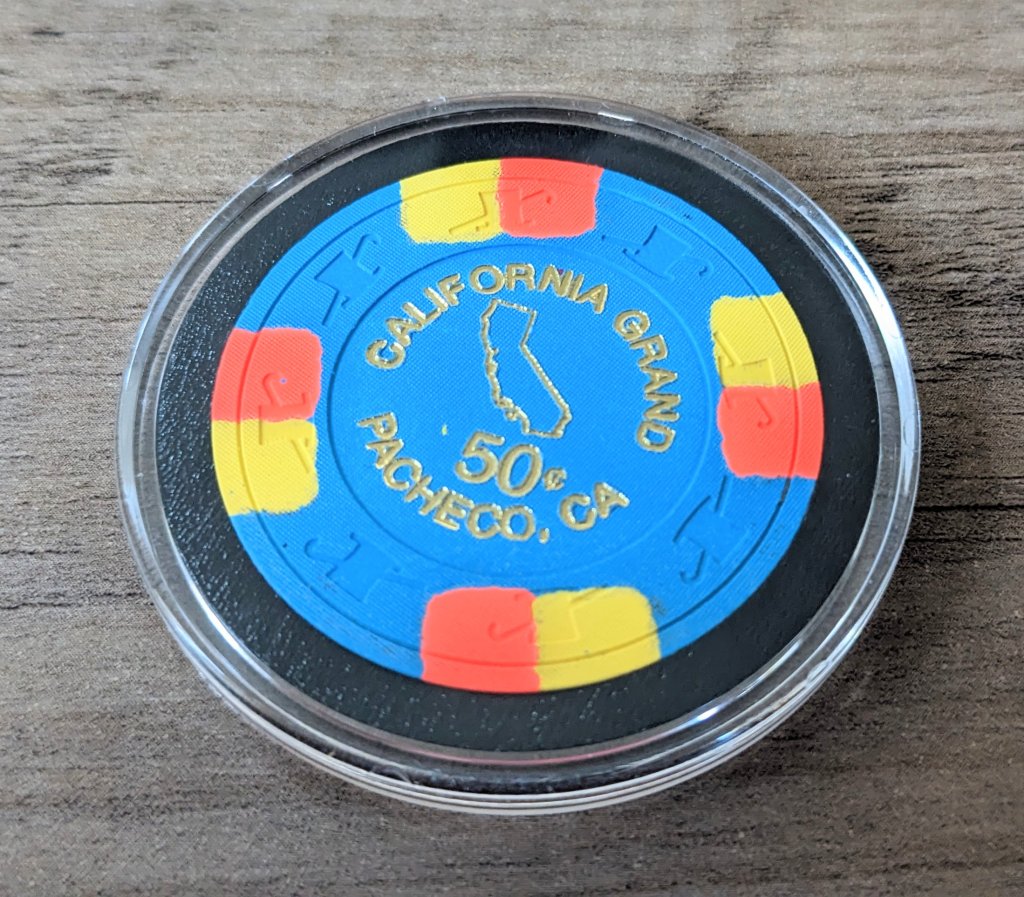 CALIFORNIA GRAND
50¢
PACHECO, CA